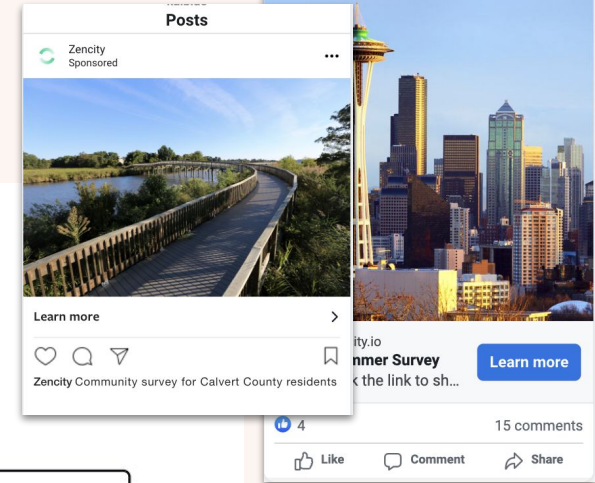 Posts
Zencity
Sponsored
Learn more
Zencity Community survey for Calvert County residents
ity.io
mmer Survey
k the link to sh...
Learn more
4
15 comments
Like
Comment
Share